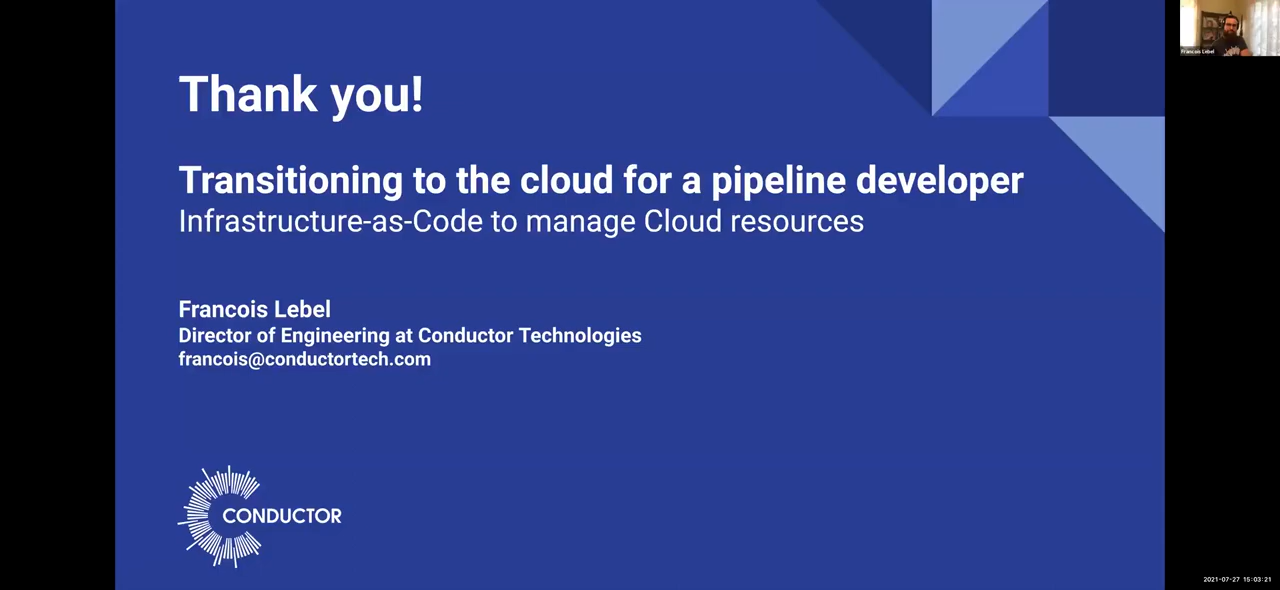 Thank you!
Transitioning to the cloud for a pipeline developer
Infrastructure-as-Code to manage Cloud resources
Francois Lebel
Director of Engineering at Conductor Technologies
francois@conductortech.com
CONDUCTOR
Francois Lebel
2021-07-27 15:03:21